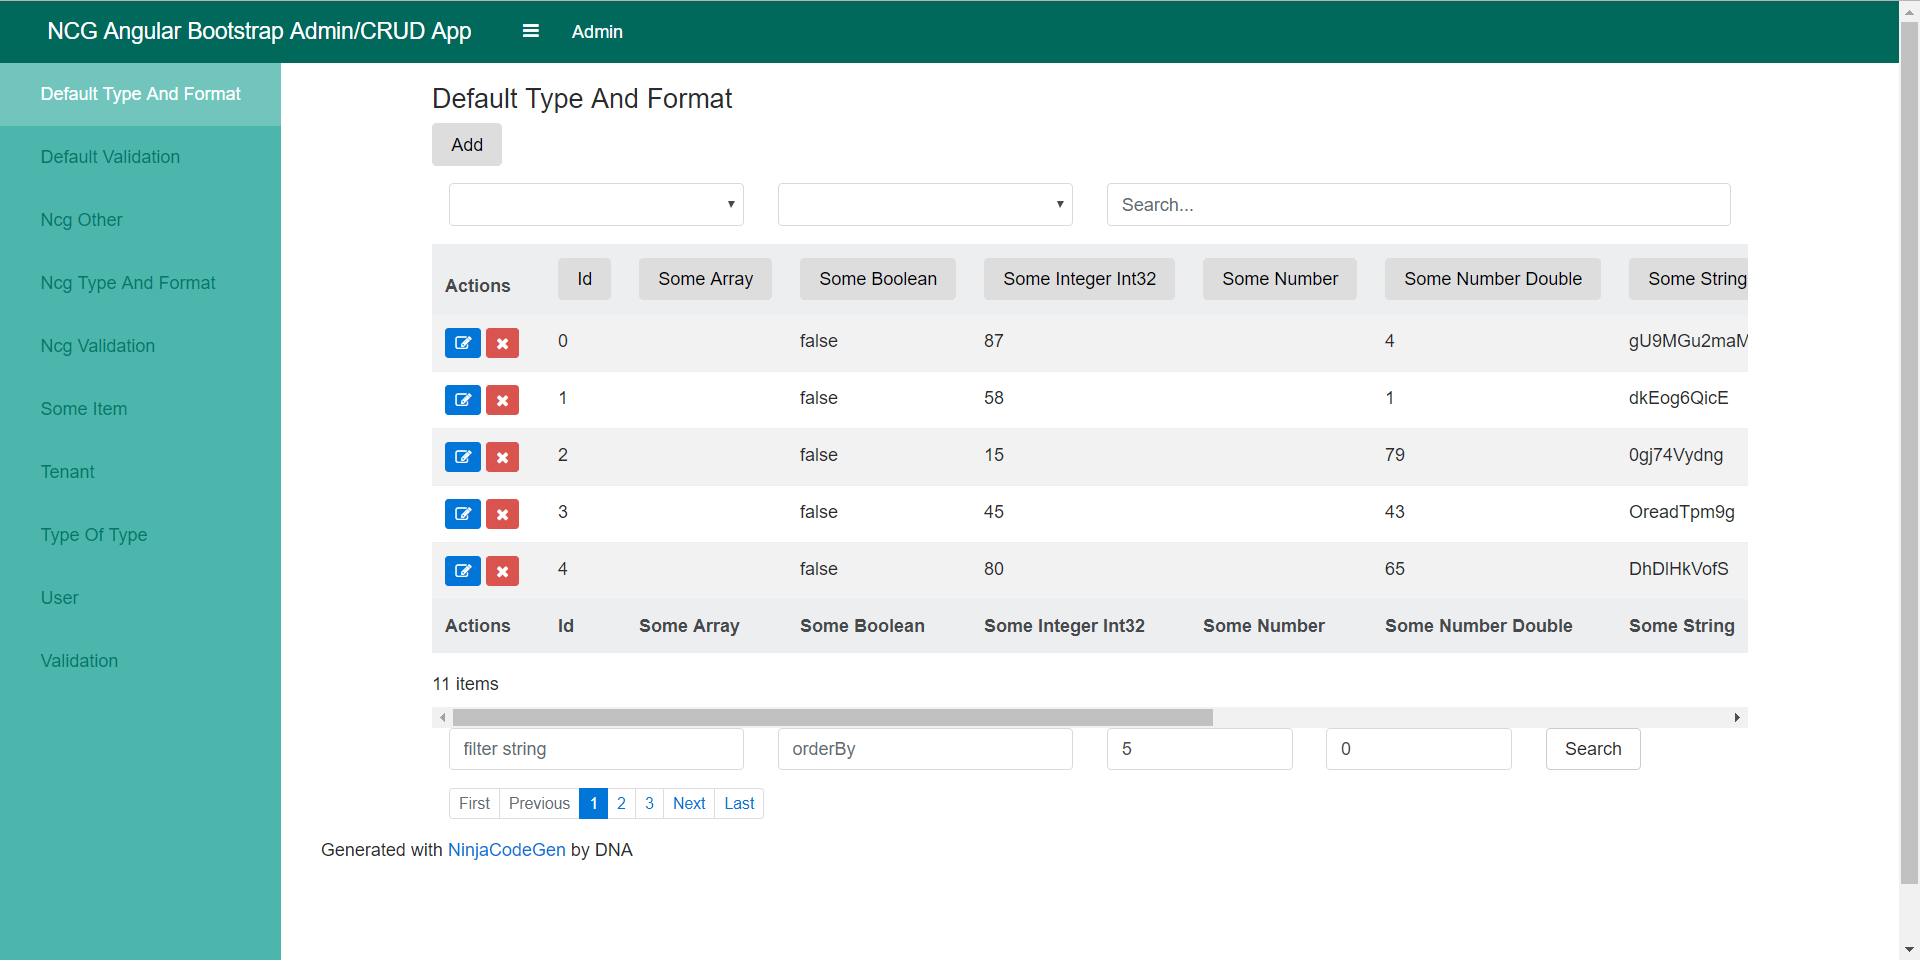 NCG Angular Bootstrap Admin/CRUD App Admin
Default Type And Format
Default Validation
Ncg Other
Ncg Type And Format
Ncg Validation
Some Item
Tenant
Type Of Type
User
Validation
Default Type And Format
Add
Search...
Actions Id Some Array Some Boolean Some Integer Int32 Some Number Some Number Double Some String
0 false 87 4 gU9MGu2maM
1 false 58 1 dkEog6QicE
2 false 15 79 0gj74Vydng
3 false 45 43 OreadTpm9g
4 false 80 65
Actions Id Some Array Some Boolean Some Integer Int32 Some Number Some Number Double Some String
11 items
filter string orderBy 5 0 Search
First Previous 1 2 3 Next Last
Generated with NinjaCodeGen by DNA